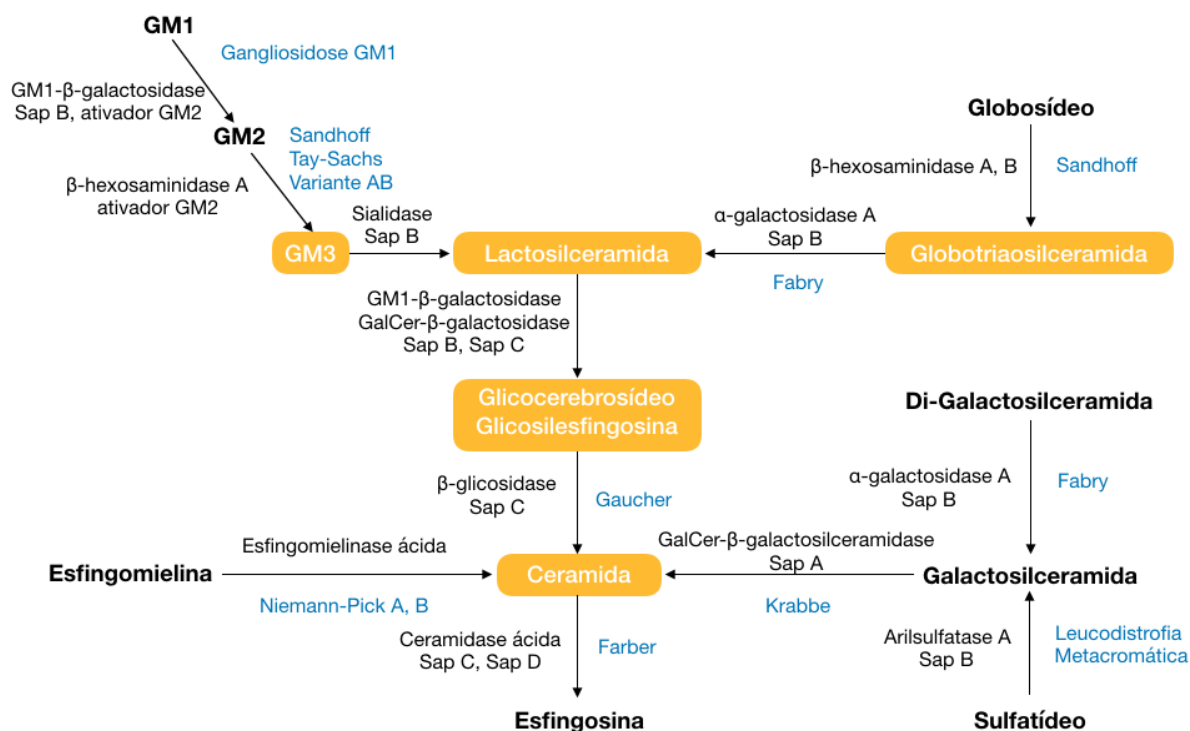 GM1
Gangliosidose GM1
GM1-β-galactosidase
Sap B, ativador GM2
GM2
Sandhoff
Tay-Sachs
Variante AB
β-hexosaminidase A
ativador GM2
Globosídeo
β-hexosaminidase A, B
Sandhoff
GM3
Sialidase
Sap B
Lactosilceramida
α-galactosidase A
Sap B
Fabry
Globotriaosilceramida
GM1-β-galactosidase
GalCer-β-galactosidase
Sap B, Sap C
Glicocerebrosídeo
Glicosilesfingosina
Di-Galactosilceramida
β-glicosidase
Sap C
Gaucher
α-galactosidase A
Sap B
Fabry
Esfingomielina
Esfingomielinase ácida
Niemann-Pick A, B
Ceramida
GalCer-β-galactosilceramidase
Sap A
Krabbe
Galactosilceramida
Ceramidase ácida
Sap C, Sap D
Farber
Arilsulfatase A
Sap B
Leucodistrofia
Metacromática
Esfingosina
Sulfatídeo